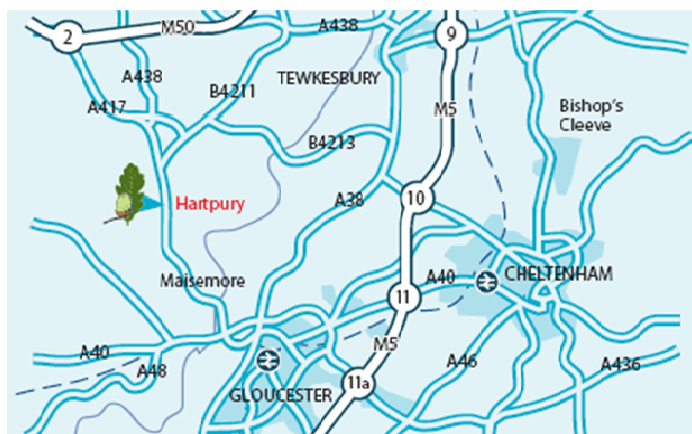 M50
A438
2
9
A438
TEWKESBURY
B4211
A417
M5
Bishop's
Cleeve
B4213
A38
10
Hartpury
Maisemore
A40
CHELTENHAM
11
M5
A40
A48
A46
A436
11a
GLOUCESTER